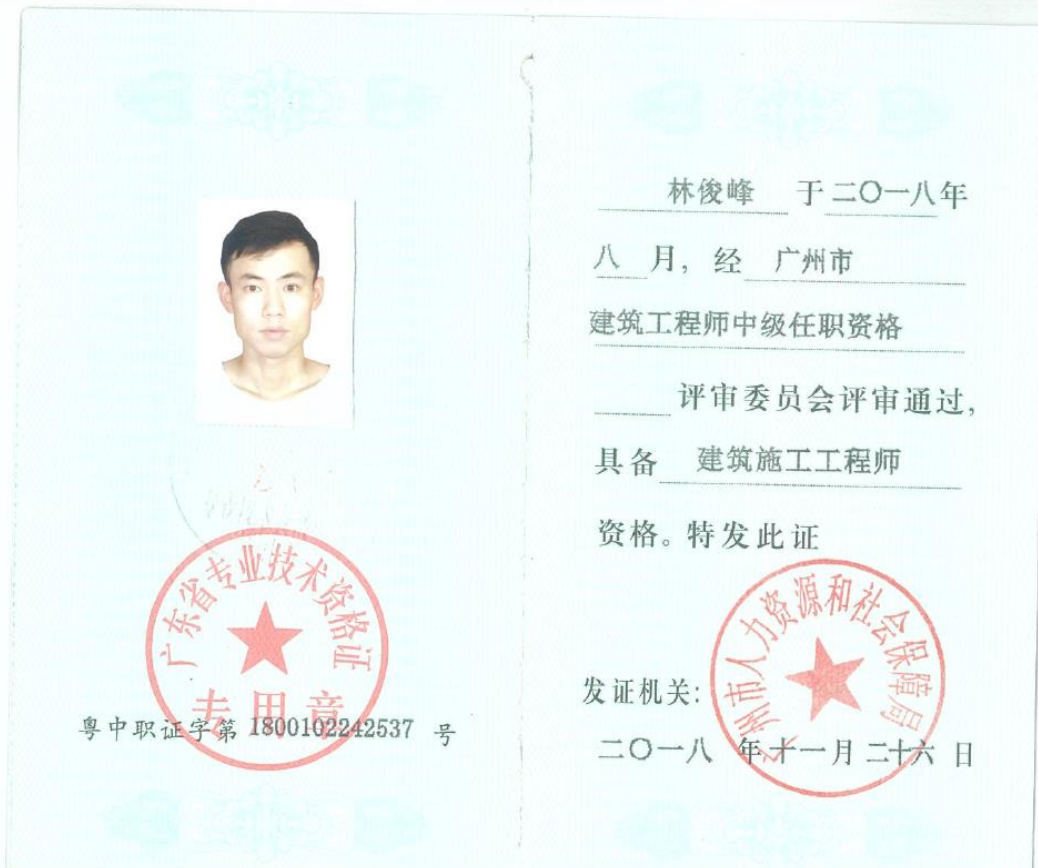 广东省专业技术资格证
专用章
粤中职证字第 1800102242537 号
林俊峰 于二〇一八年
八 月，经 广州市
建筑工程师中级任职资格
评审委员会评审通过，
具备 建筑施工工程师
资格。特发此证
广州市人力资源和社会保障局
发证机关：
二〇一八 年十一月二十六 日